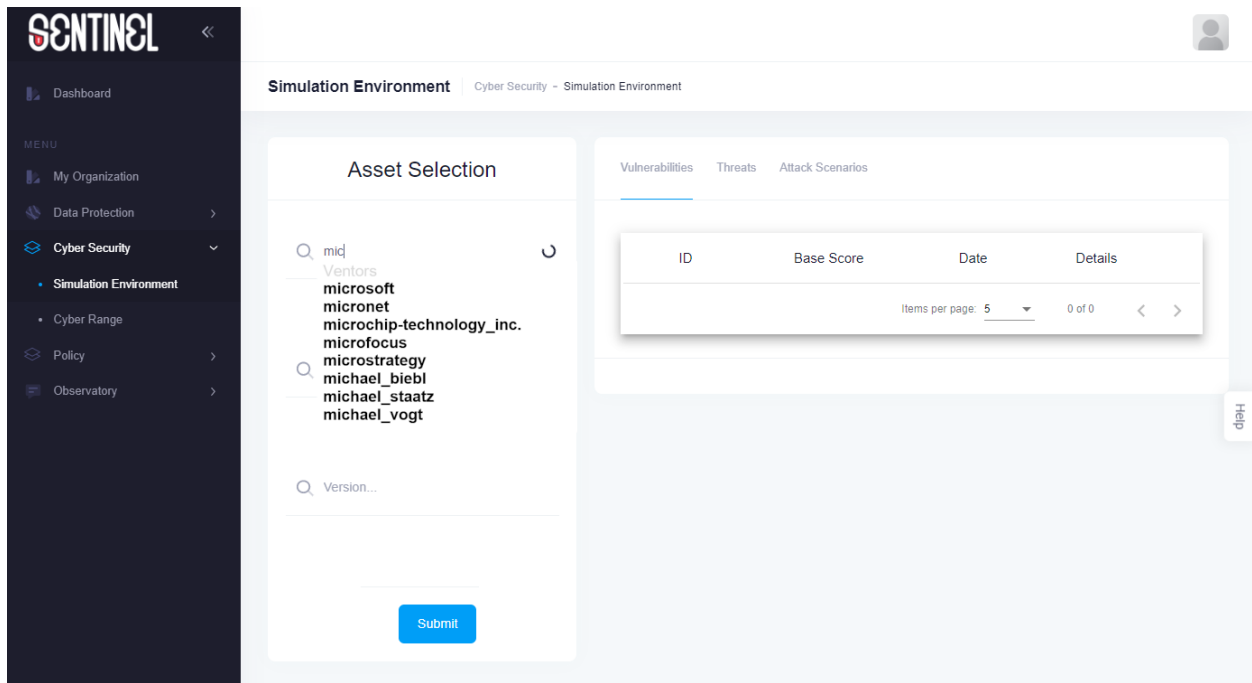 SENTINEL
Dashboard
MENU
My Organization
Data Protection
Cyber Security
Simulation Environment
Cyber Range
Policy
Observatory
Simulation Environment
Cyber Security - Simulation Environment
Asset Selection
mic
Ventors
microsoft
micronet
microchip-technology_inc.
microfocus
microstrategy
michael_biebl
michael_staatz
michael_vogt
Version...
Submit
Vulnerabilities Threats Attack Scenarios
ID Base Score Date Details
Items per page: 5 0 of 0
Help